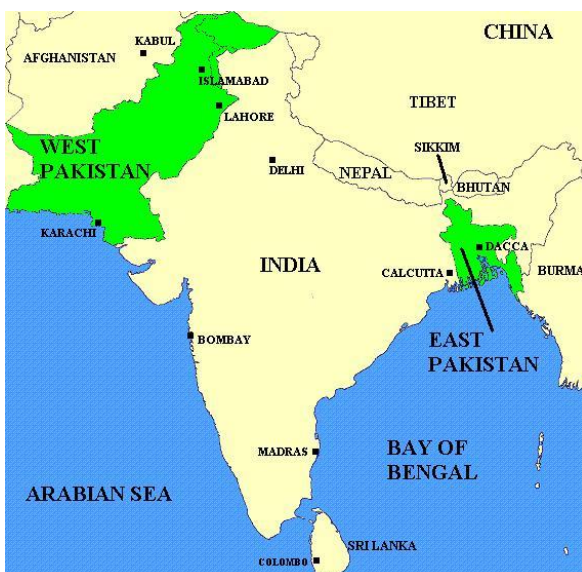 CHINA
KABUL
AFGHANISTAN
ISLAMABAD
TIBET
LAHORE
WEST
PAKISTAN
SIKKIM
DELHI
NEPAL
BHUTAN
KARACHI
DACCA
INDIA
CALCUTTA
BURMA
BOMBAY
EAST
PAKISTAN
MADRAS
BAY OF
BENGAL
ARABIAN SEA
SRI LANKA
COLOMBO